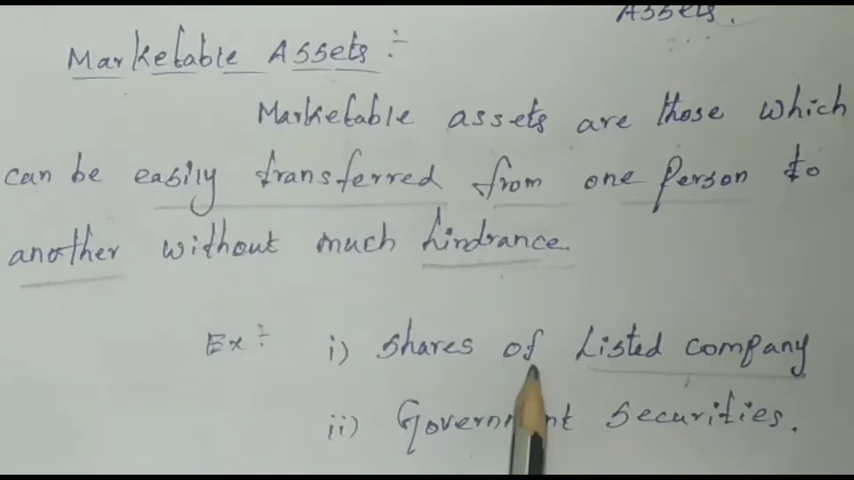 Assets.
Marketable Assets :-
Marketable assets are those which
can be easily transferred from one person to
another without much hindrance.
Ex :- i) Shares of Listed company
ii) Government Securities.